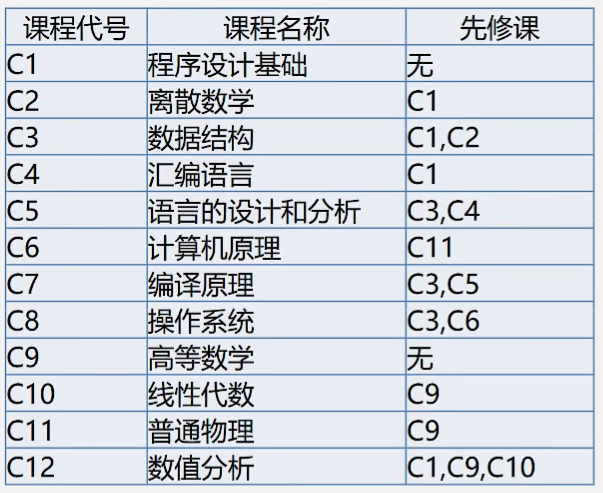 课程代号 课程名称 先修课
C1 程序设计基础 无
C2 离散数学 C1
C3 数据结构 C1,C2
C4 汇编语言 C1
C5 语言的设计和分析 C3,C4
C6 计算机原理 C11
C7 编译原理 C3,C5
C8 操作系统 C3,C6
C9 高等数学 无
C10 线性代数 C9
C11 普通物理 C9
C12 数值分析 C1,C9,C10